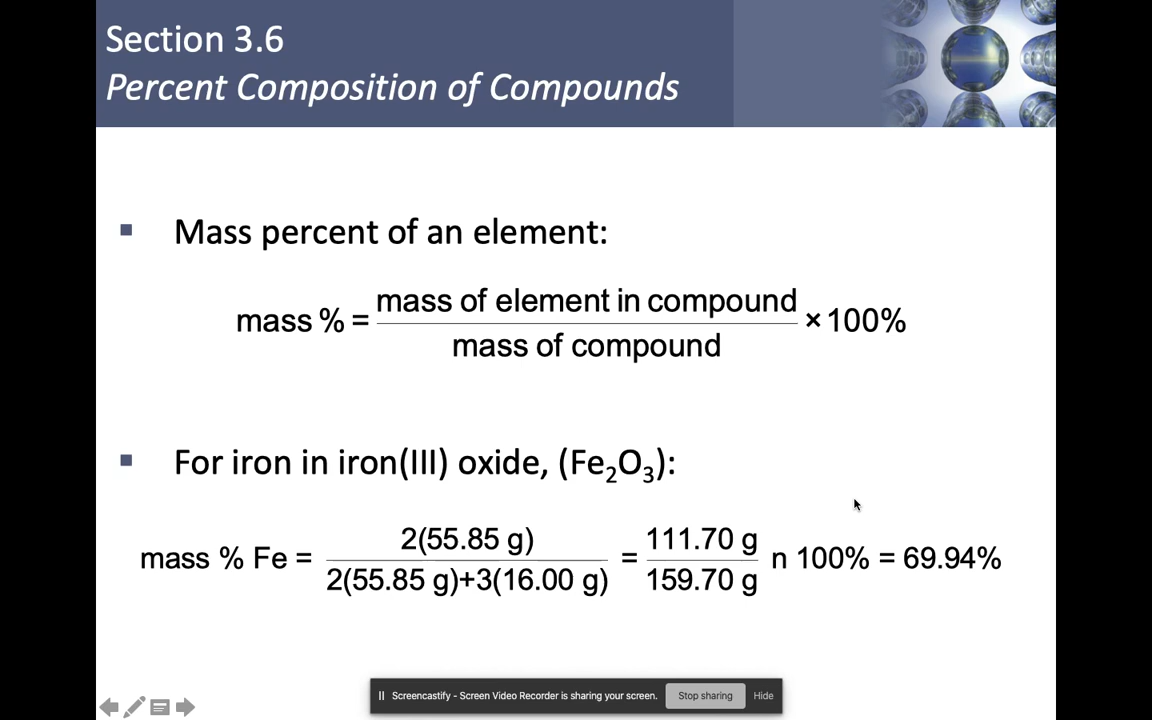 Section 3.6
Percent Composition of Compounds
▪ Mass percent of an element:
mass % = mass of element in compound / mass of compound × 100%
▪ For iron in iron(III) oxide, (Fe₂O₃):
mass % Fe = 2(55.85 g) / 2(55.85 g)+3(16.00 g) = 111.70 g / 159.70 g n 100% = 69.94%
Screencastify - Screen Video Recorder is sharing your screen. Stop sharing Hide